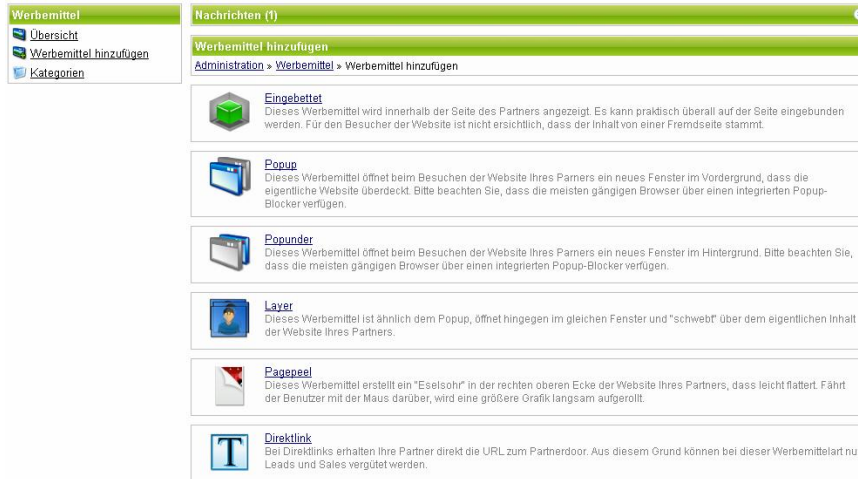 Werbemittel
Übersicht
Werbemittel hinzufügen
Kategorien
Nachrichten (1)
Werbemittel hinzufügen
Administration » Werbemittel » Werbemittel hinzufügen
Eingebettet
Dieses Werbemittel wird innerhalb der Seite des Partners angezeigt. Es kann praktisch überall auf der Seite eingebunden
werden. Für den Besucher der Website ist nicht ersichtlich, dass der Inhalt von einer Fremdseite stammt.
Popup
Dieses Werbemittel öffnet beim Besuchen der Website Ihres Parners ein neues Fenster im Vordergrund, dass die
eigentliche Website überdeckt. Bitte beachten Sie, dass die meisten gängigen Browser über einen integrierten Popup-
Blocker verfügen.
Popunder
Dieses Werbemittel öffnet beim Besuchen der Website Ihres Parners ein neues Fenster im Hintergrund. Bitte beachten Sie,
dass die meisten gängigen Browser über einen integrierten Popup-Blocker verfügen.
Layer
Dieses Werbemittel ist ähnlich dem Popup, öffnet hingegen im gleichen Fenster und "schwebt" über dem eigentlichen Inhalt
der Website Ihres Partners.
Pagepeel
Dieses Werbemittel erstellt ein "Eselsohr" in der rechten oberen Ecke der Website Ihres Partners, dass leicht flattert. Fährt
der Benutzer mit der Maus darüber, wird eine größere Grafik langsam aufgerollt.
T
Direktlink
Bei Direktlinks erhalten Ihre Partner direkt die URL zum Partnerdoor. Aus diesem Grund können bei dieser Werbemittelart nu
Leads und Sales vergütet werden.